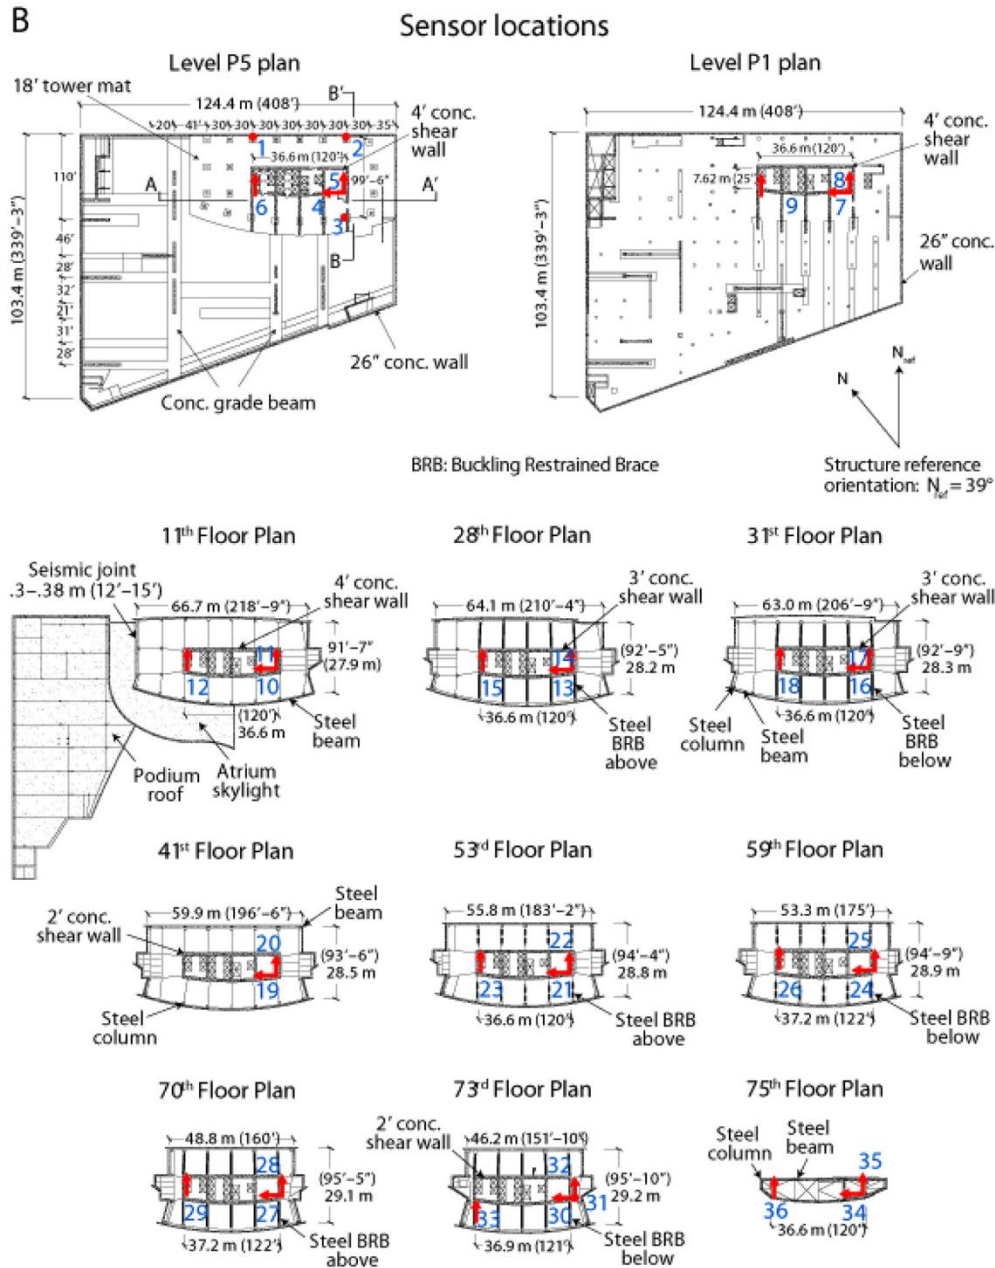 B
Sensor locations
Level P5 plan
18' tower mat
124.4 m (408')
B'
20 41' 30 30 30 30 30 30 30 35
4' conc.
shear
wall
1
2
36.6 m (120')
110'
A
5
99'-6"
A'
6
4
3
B
103.4 m (339'-3")
46'
28'
32'
21'
31'
28'
26" conc. wall
Conc. grade beam
Level P1 plan
124.4 m (408')
4' conc.
shear
wall
36.6 m (120')
7.62 m (25'
8
9
7
103.4 m (339'-3")
26" conc.
wall
N
N ref
BRB: Buckling Restrained Brace
Structure reference
orientation: N ref = 39°
11th Floor Plan
Seismic joint
.3-.38 m (12'-15')
4' conc.
shear wall
66.7 m (218'-9")
91'-7"
(27.9 m)
11
12
10
(120')
36.6 m
Steel
beam
Podium
roof
Atrium
skylight
28th Floor Plan
3' conc.
shear wall
64.1 m (210'-4")
(92'-5")
28.2 m
14
15
13
36.6 m (120')
Steel
BRB
above
31st Floor Plan
3' conc.
shear wall
63.0 m (206'-9")
(92'-9")
28.3 m
17
18
16
36.6 m (120')
Steel
column
Steel
beam
Steel
BRB
below
41st Floor Plan
Steel
beam
59.9 m (196'-6")
2' conc.
shear wall
20
(93'-6")
28.5 m
19
Steel
column
53rd Floor Plan
55.8 m (183'-2")
22
(94'-4")
28.8 m
23
21
36.6 m (120')
Steel BRB
above
59th Floor Plan
53.3 m (175')
25
(94'-9")
28.9 m
26
24
37.2 m (122')
Steel BRB
below
70th Floor Plan
48.8 m (160')
28
(95'-5")
29.1 m
29
27
37.2 m (122')
Steel BRB
above
73rd Floor Plan
2' conc.
shear wall
46.2 m (151'-10")
32
(95'-10")
29.2 m
31
33
30
36.9 m (121')
Steel BRB
below
75th Floor Plan
Steel
column
Steel
beam
35
36
34
36.6 m (120')